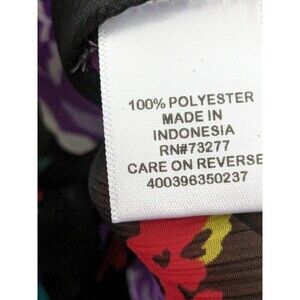 100% POLYESTER
MADE IN
INDONESIA
RN#73277
CARE ON REVERSE
400396350237